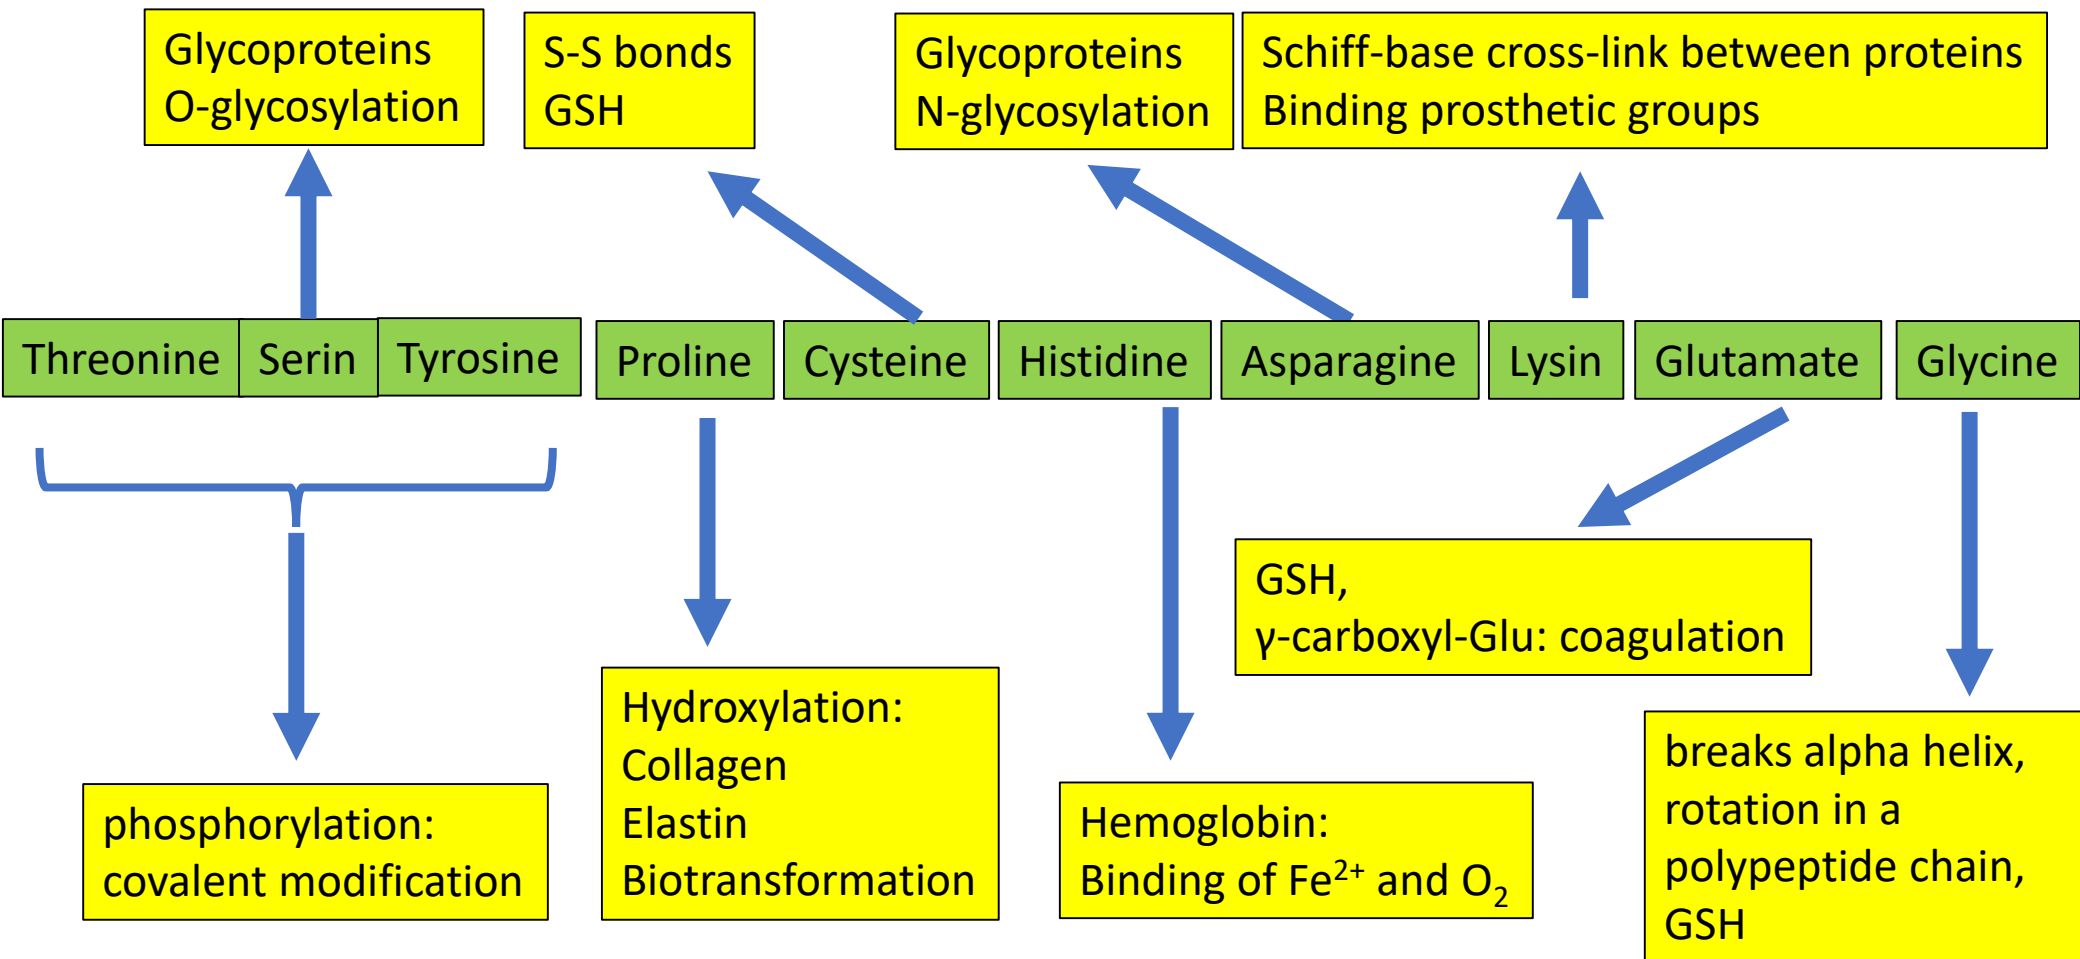 Glycoproteins
O-glycosylation
S-S bonds
GSH
Glycoproteins
N-glycosylation
Schiff-base cross-link between proteins
Binding prosthetic groups
Threonine
Serin
Tyrosine
Proline
Cysteine
Histidine
Asparagine
Lysin
Glutamate
Glycine
phosphorylation:
covalent modification
Hydroxylation:
Collagen
Elastin
Biotransformation
Hemoglobin:
Binding of Fe²⁺ and O₂
GSH,
γ-carboxyl-Glu: coagulation
breaks alpha helix,
rotation in a
polypeptide chain,
GSH